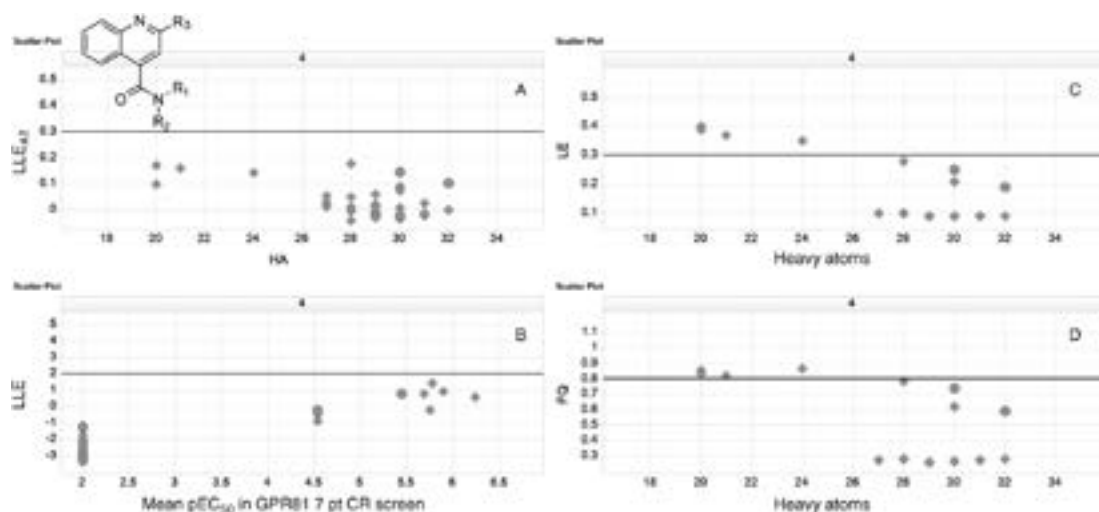 N
R3
O
N
R1
R2
Scatter Plot
4
A
0.5
0.4
0.3
0.2
0.1
0
LLEAT
18 20 22 24 26 28 30 32 34
HA
Scatter Plot
4
C
0.5
0.4
0.3
0.2
0.1
LE
18 20 22 24 26 28 30 32 34
Heavy atoms
Scatter Plot
4
B
5
4
3
2
1
0
-1
-2
-3
LLE
2 2.5 3 3.5 4 4.5 5 5.5 6 6.5
Mean pEC50 in GPR81 7 pt CR screen
Scatter Plot
4
D
1.1
1
0.9
0.8
0.7
0.6
0.5
0.4
0.3
FQ
18 20 22 24 26 28 30 32 34
Heavy atoms